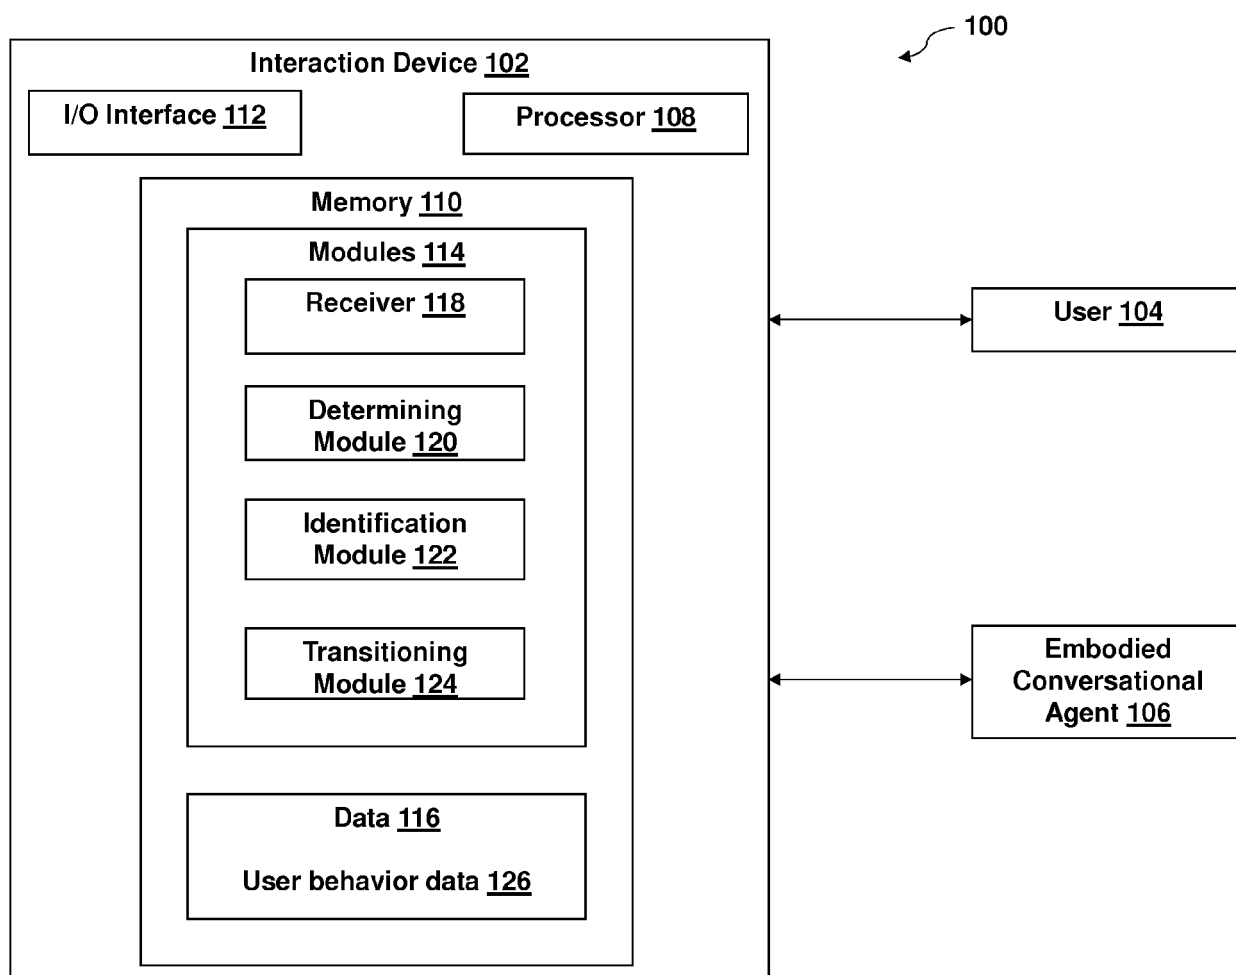 100
Interaction Device 102
I/O Interface 112
Processor 108
Memory 110
Modules 114
Receiver 118
Determining
Module 120
Identification
Module 122
Transitioning
Module 124
Data 116
User behavior data 126
User 104
Embodied
Conversational
Agent 106